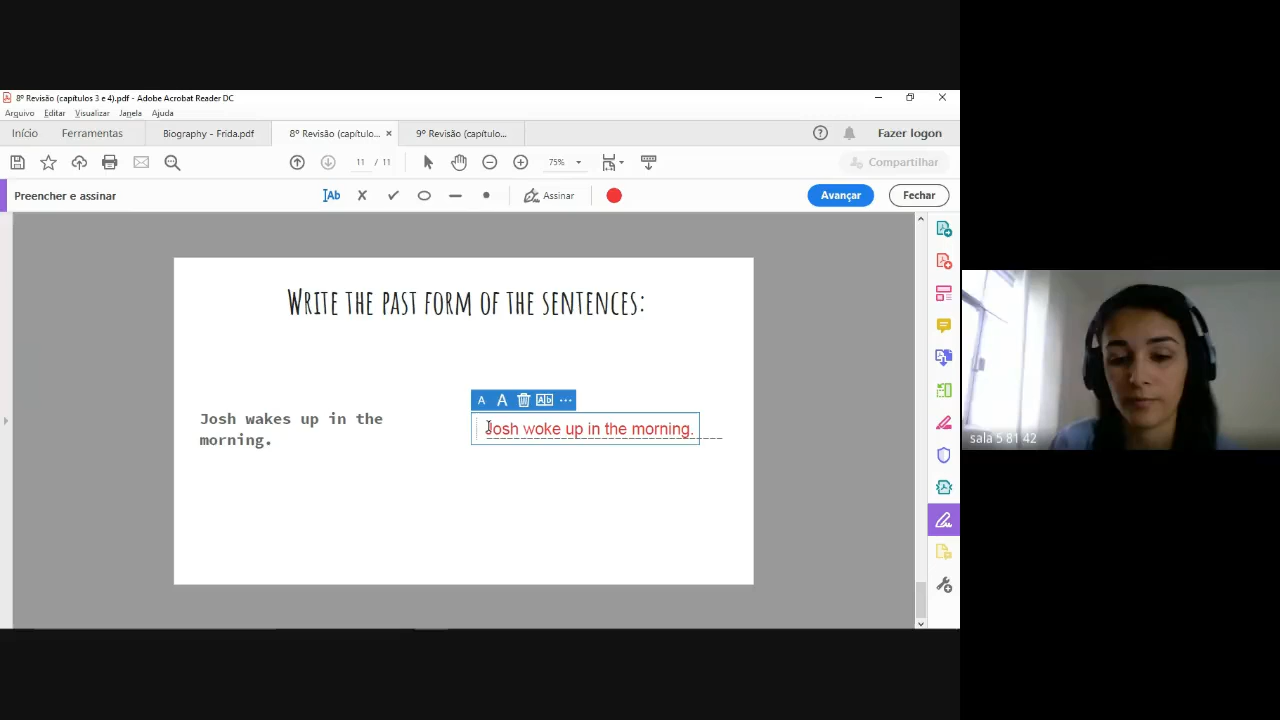 8º Revisão (capítulos 3 e 4).pdf - Adobe Acrobat Reader DC
Arquivo Editar Visualizar Janela Ajuda
Início Ferramentas Biography - Frida.pdf 8º Revisão (capítulo... × 9º Revisão (capítulo... Fazer logon
11 / 11 75% Compartilhar
Preencher e assinar Ab Assinar Avançar Fechar
WRITE THE PAST FORM OF THE SENTENCES:
A A Ab ...
Josh wakes up in the
morning.
Josh woke up in the morning.
sala 5 81 42